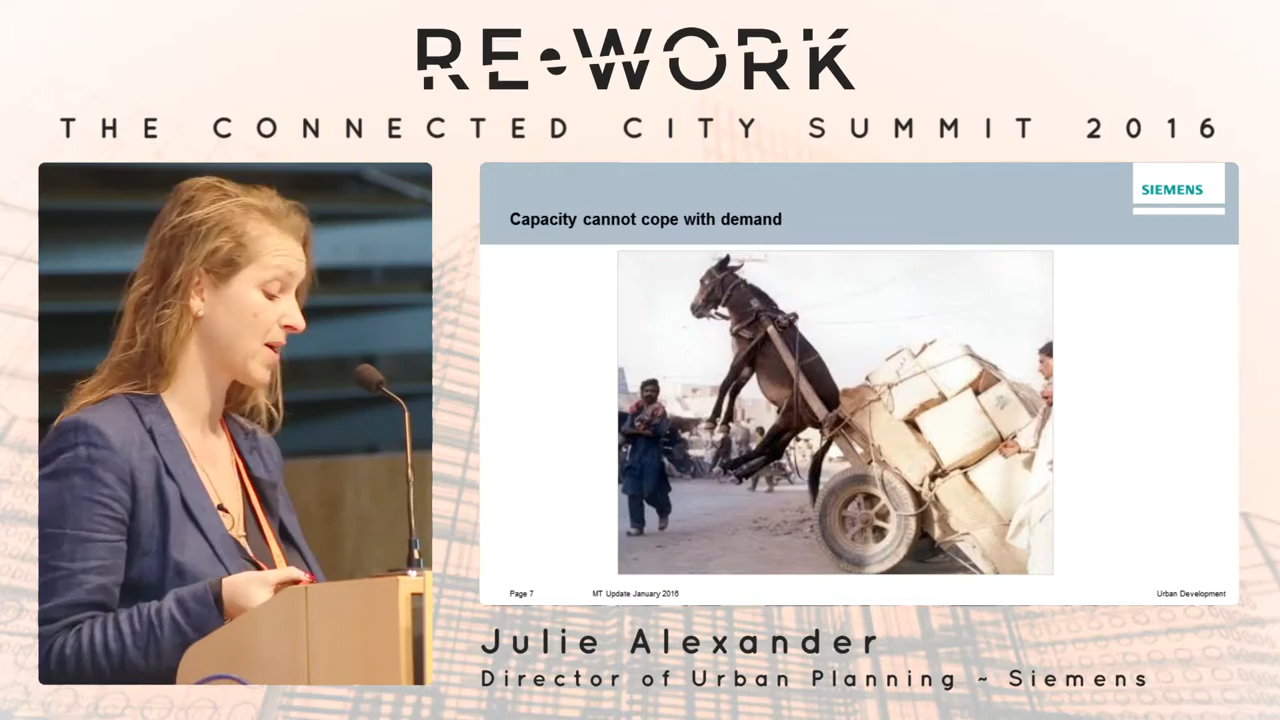 RE•WORK
THE CONNECTED CITY SUMMIT 2016
SIEMENS
Capacity cannot cope with demand
Page 7 MT Update January 2016 Urban Development
Julie Alexander
Director of Urban Planning ~ Siemens